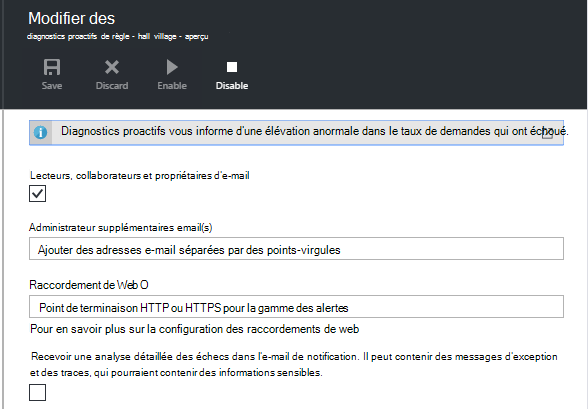 Modifier des
diagnostics proactifs de règle - hall village - aperçu
Save Discard Enable Disable
Diagnostics proactifs vous informe d'une élévation anormale dans le taux de demandes qui ont échoué.
Lecteurs, collaborateurs et propriétaires d'e-mail
Administrateur supplémentaires email(s)
Ajouter des adresses e-mail séparées par des points-virgules
Raccordement de Web O
Point de terminaison HTTP ou HTTPS pour la gamme des alertes
Pour en savoir plus sur la configuration des raccordements de web
Recevoir une analyse détaillée des échecs dans l'e-mail de notification. Il peut contenir des messages d'exception
et des traces, qui pourraient contenir des informations sensibles.